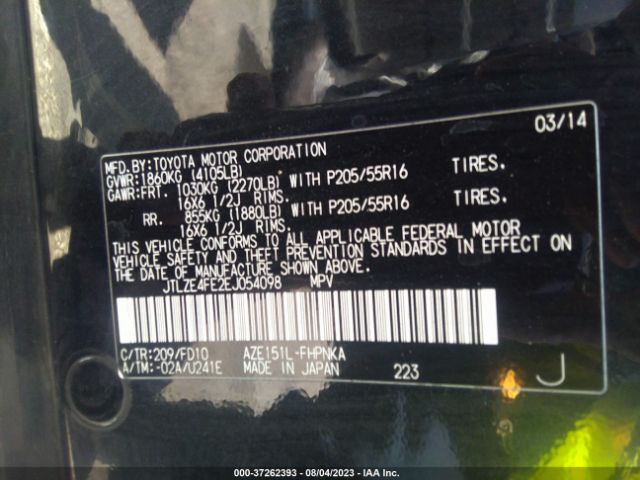 03/14
MFD.BY:TOYOTA MOTOR CORPORATION
GVWR:1860KG (4105LB)
GAWR:FRT. 1030KG (2270LB) WITH P205/55R16 TIRES.
16X6 1/2J RIMS.
RR. 855KG (1880LB) WITH P205/55R16 TIRES.
16X6 1/2J RIMS.
THIS VEHICLE CONFORMS TO ALL APPLICABLE FEDERAL MOTOR
VEHICLE SAFETY AND THEFT PREVENTION STANDARDS IN EFFECT ON
THE DATE OF MANUFACTURE SHOWN ABOVE.
JTLZE4FE2EJ054098 MPV
C/TR:209/FD10 AZE151L-FHPNKA
A/TM:-02A/U241E MADE IN JAPAN 223 J
000-37262393 - 08/04/2023 - IAA Inc.